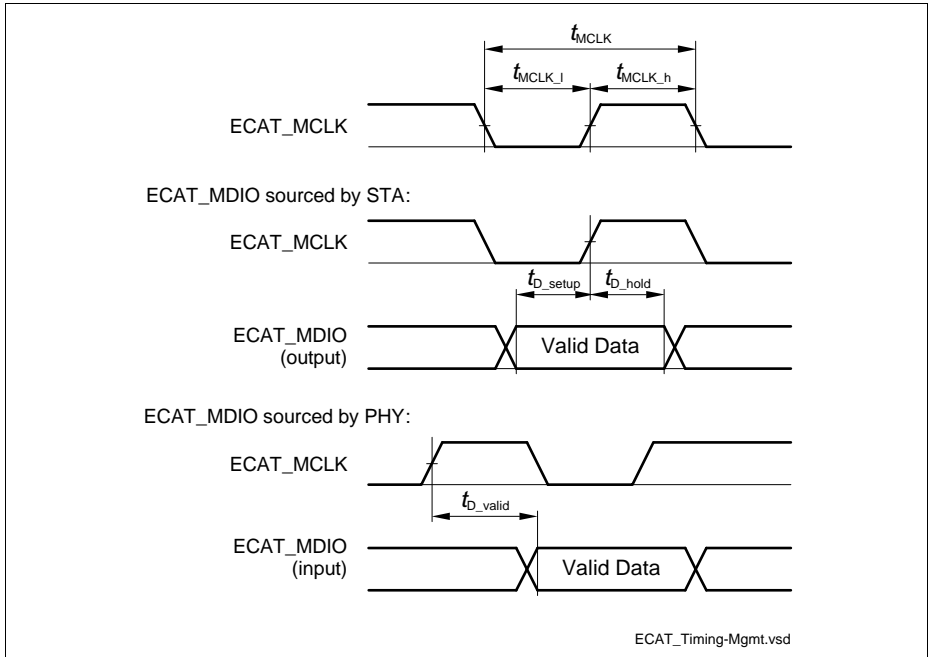 tMCLK
tMCLK_l tMCLK_h
ECAT_MCLK
ECAT_MDIO sourced by STA:
ECAT_MCLK
tD_setup tD_hold
ECAT_MDIO
(output)
Valid Data
ECAT_MDIO sourced by PHY:
ECAT_MCLK
tD_valid
ECAT_MDIO
(input)
Valid Data
ECAT_Timing-Mgmt.vsd